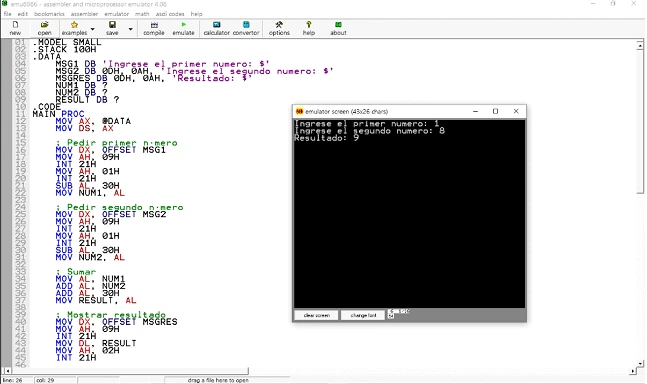 emu8086 - assembler and microprocessor emulator 4.08
file edit bookmarks assembler emulator math ascii codes help
new open examples save compile emulate calculator convertor options help about
01 .MODEL SMALL
02 .STACK 100H
03 .DATA
04 MSG1 DB 'Ingrese el primer numero: $'
05 MSG2 DB 0DH, 0AH, 'Ingrese el segundo numero: $'
06 MSGRES DB 0DH, 0AH, 'Resultado: $'
07 NUM1 DB ?
08 NUM2 DB ?
09 RESULT DB ?
10 .CODE
11 MAIN PROC
12 MOV AX, @DATA
13 MOV DS, AX
14
15 ; Pedir primer n·mero
16 MOV DX, OFFSET MSG1
17 MOV AH, 09H
18 INT 21H
19 MOV AH, 01H
20 INT 21H
21 SUB AL, 30H
22 MOV NUM1, AL
23
24 ; Pedir segundo n·mero
25 MOV DX, OFFSET MSG2
26 MOV AH, 09H
27 INT 21H
28 MOV AH, 01H
29 INT 21H
30 SUB AL, 30H
31 MOV NUM2, AL
32
33 ; Sumar
34 MOV AL, NUM1
35 ADD AL, NUM2
36 ADD AL, 30H
37 MOV RESULT, AL
38
39 ; Mostrar resultado
40 MOV DX, OFFSET MSGRES
41 MOV AH, 09H
42 INT 21H
43 MOV DL, RESULT
44 MOV AH, 02H
45 INT 21H
46
emulator screen (43x26 chars)
Ingrese el primer numero: 1
Ingrese el segundo numero: 8
Resultado: 9
clear screen change font
line: 26 col: 29 drag a file here to open